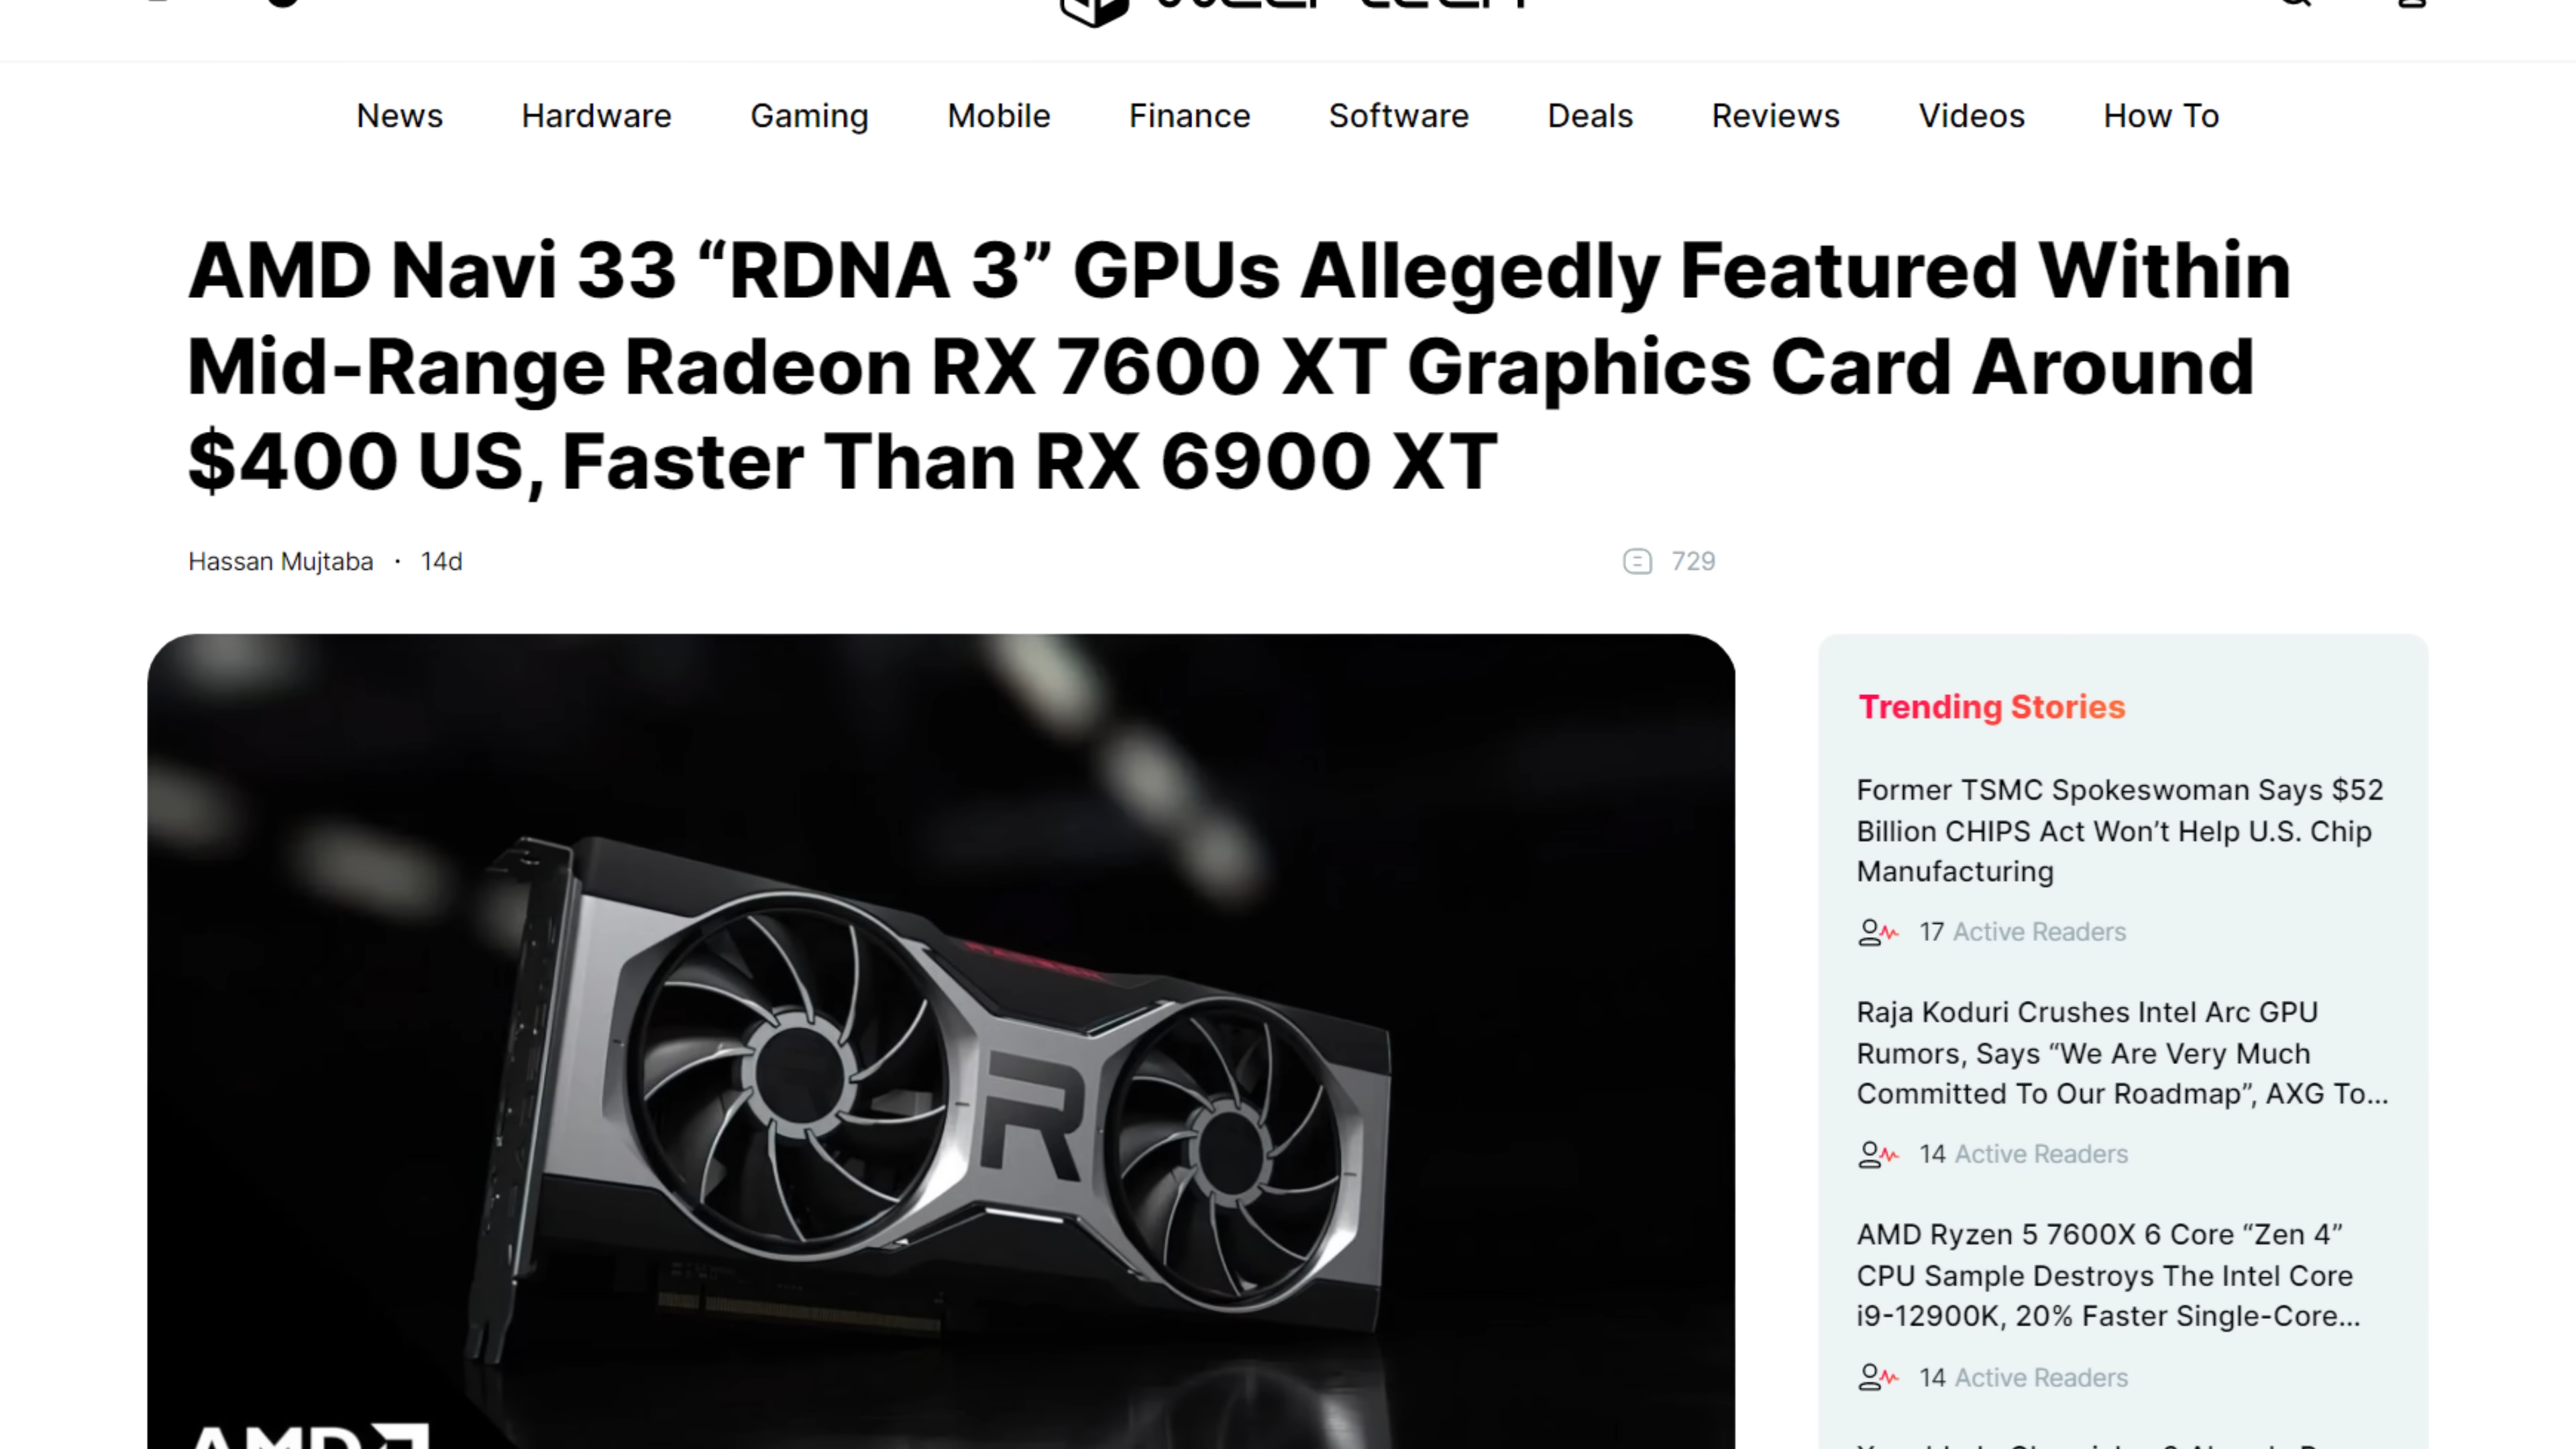 News Hardware Gaming Mobile Finance Software Deals Reviews Videos How To
AMD Navi 33 “RDNA 3” GPUs Allegedly Featured Within
Mid-Range Radeon RX 7600 XT Graphics Card Around
$400 US, Faster Than RX 6900 XT
Hassan Mujtaba · 14d
729
R
AMD
Trending Stories
Former TSMC Spokeswoman Says $52
Billion CHIPS Act Won’t Help U.S. Chip
Manufacturing
17 Active Readers
Raja Koduri Crushes Intel Arc GPU
Rumors, Says “We Are Very Much
Committed To Our Roadmap”, AXG To...
14 Active Readers
AMD Ryzen 5 7600X 6 Core “Zen 4”
CPU Sample Destroys The Intel Core
i9-12900K, 20% Faster Single-Core...
14 Active Readers